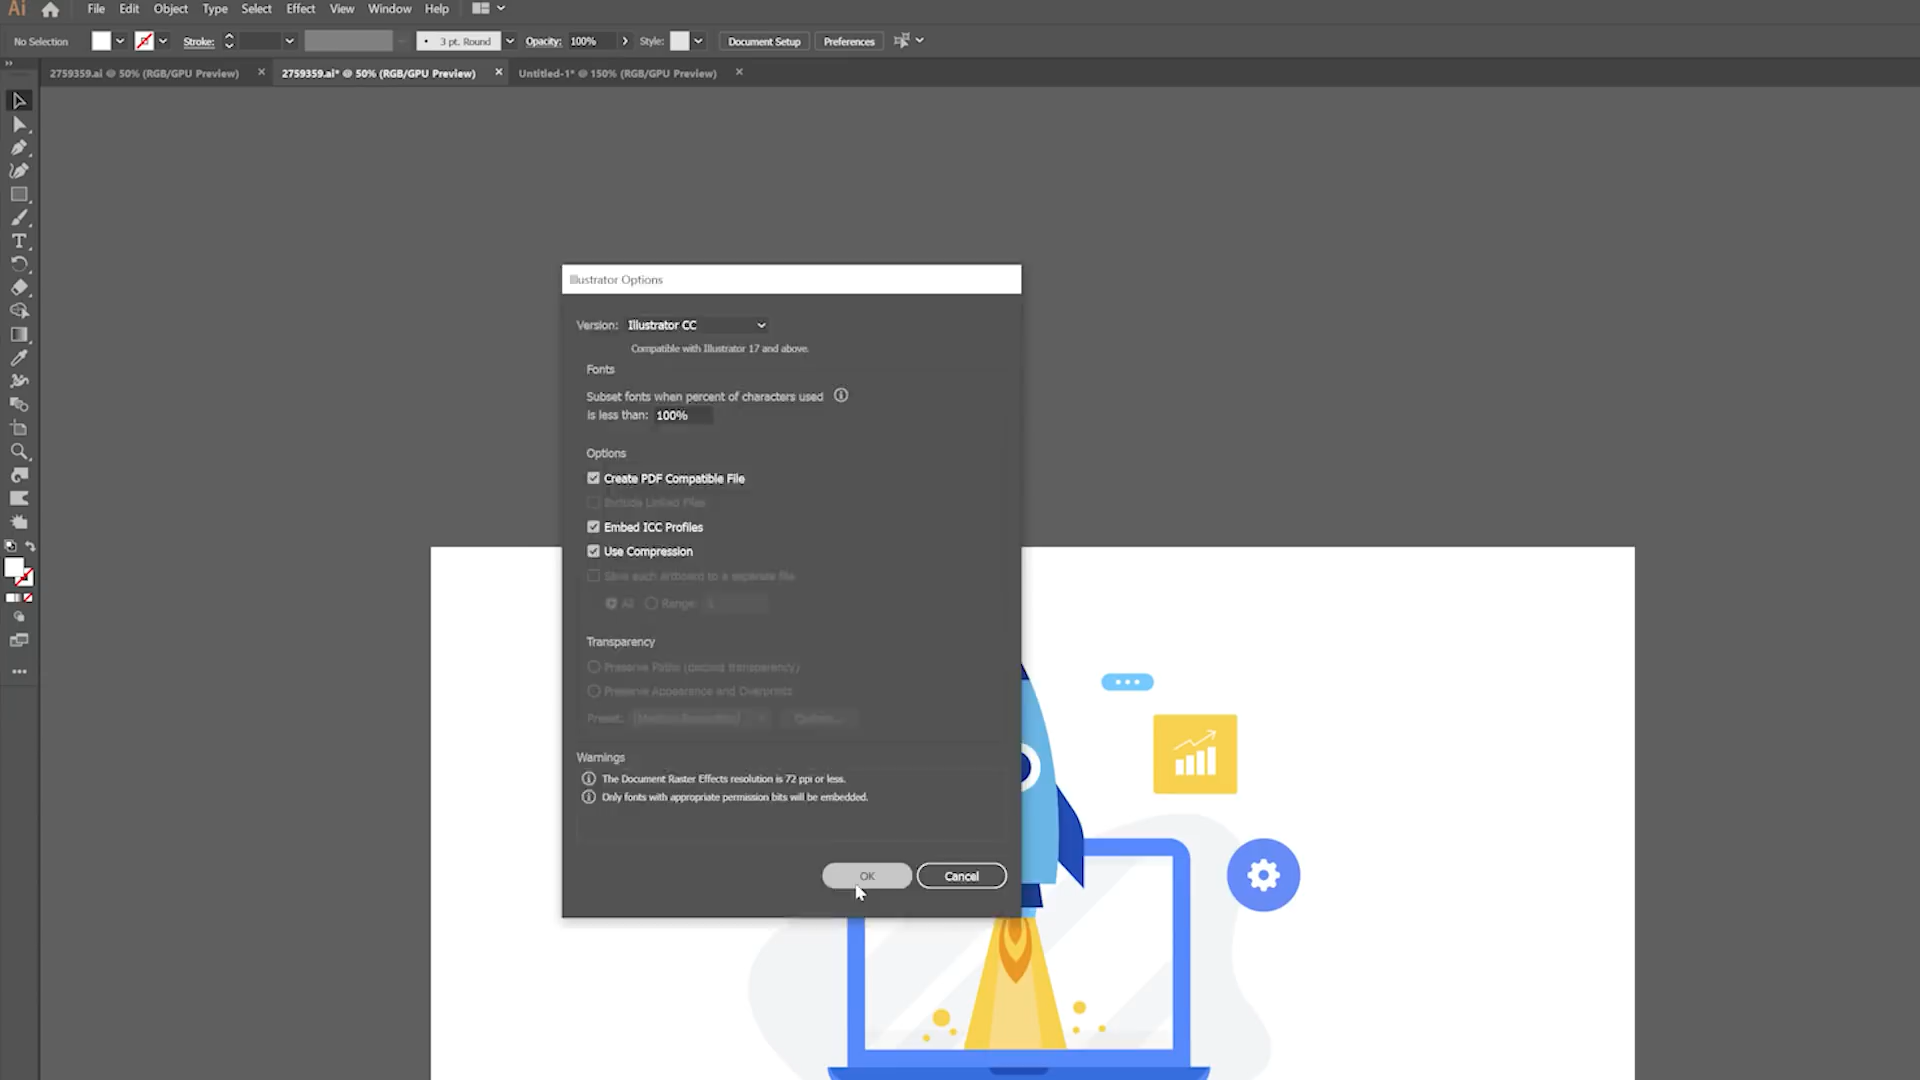 Ai File Edit Object Type Select Effect View Window Help
No Selection Stroke: 3 pt. Round Opacity: 100% Style: Document Setup Preferences
2759359.ai @ 50% (RGB/GPU Preview) 2759359.ai* @ 50% (RGB/GPU Preview) Untitled-1* @ 150% (RGB/GPU Preview)
Illustrator Options
Version: Illustrator CC
Compatible with Illustrator 17 and above.
Fonts
Subset fonts when percent of characters used
is less than: 100%
Options
Create PDF Compatible File
Include Linked Files
Embed ICC Profiles
Use Compression
Save each Artboard to a separate file
All Range: 1
Transparency
Preserve Paths (discard transparency)
Preserve Appearance and Overprints
Preset: [Medium Resolution] Custom...
Warnings
The Document Raster Effects resolution is 72 ppi or less.
Only fonts with appropriate permission bits will be embedded.
OK Cancel